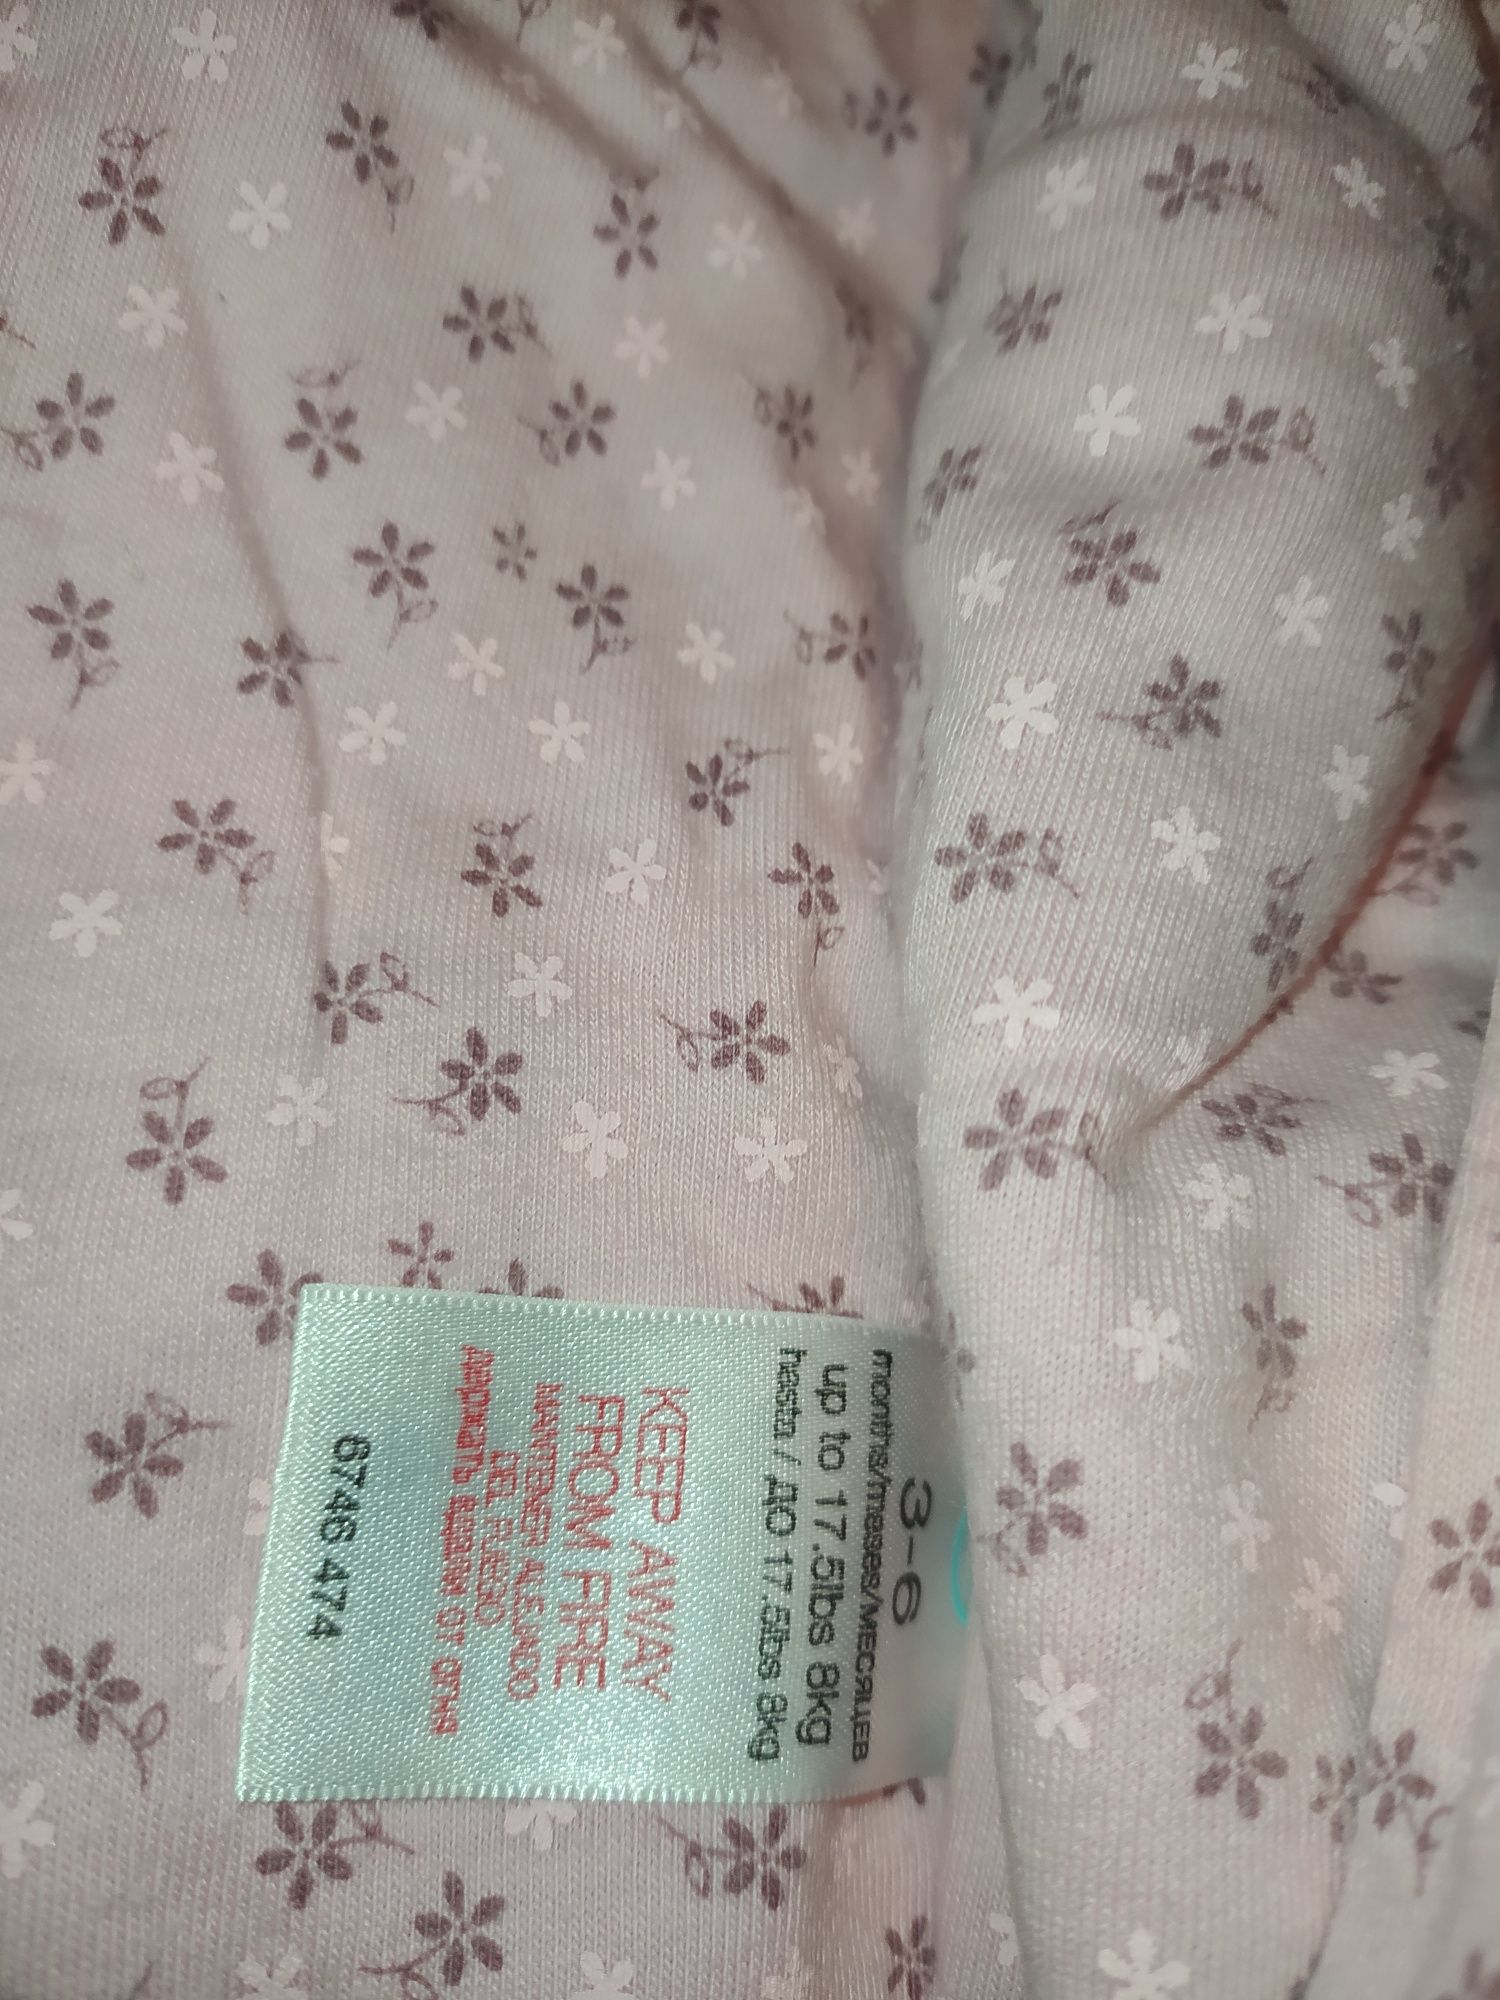 3-6
months/meses/МЕСЯЦЕВ
up to 17.5lbs 8kg
hasta / до 17.5lbs 8kg
KEEP AWAY
FROM FIRE
MANTENER ALEJADO
DEL FUEGO
Держать вдали от огня
6746 474